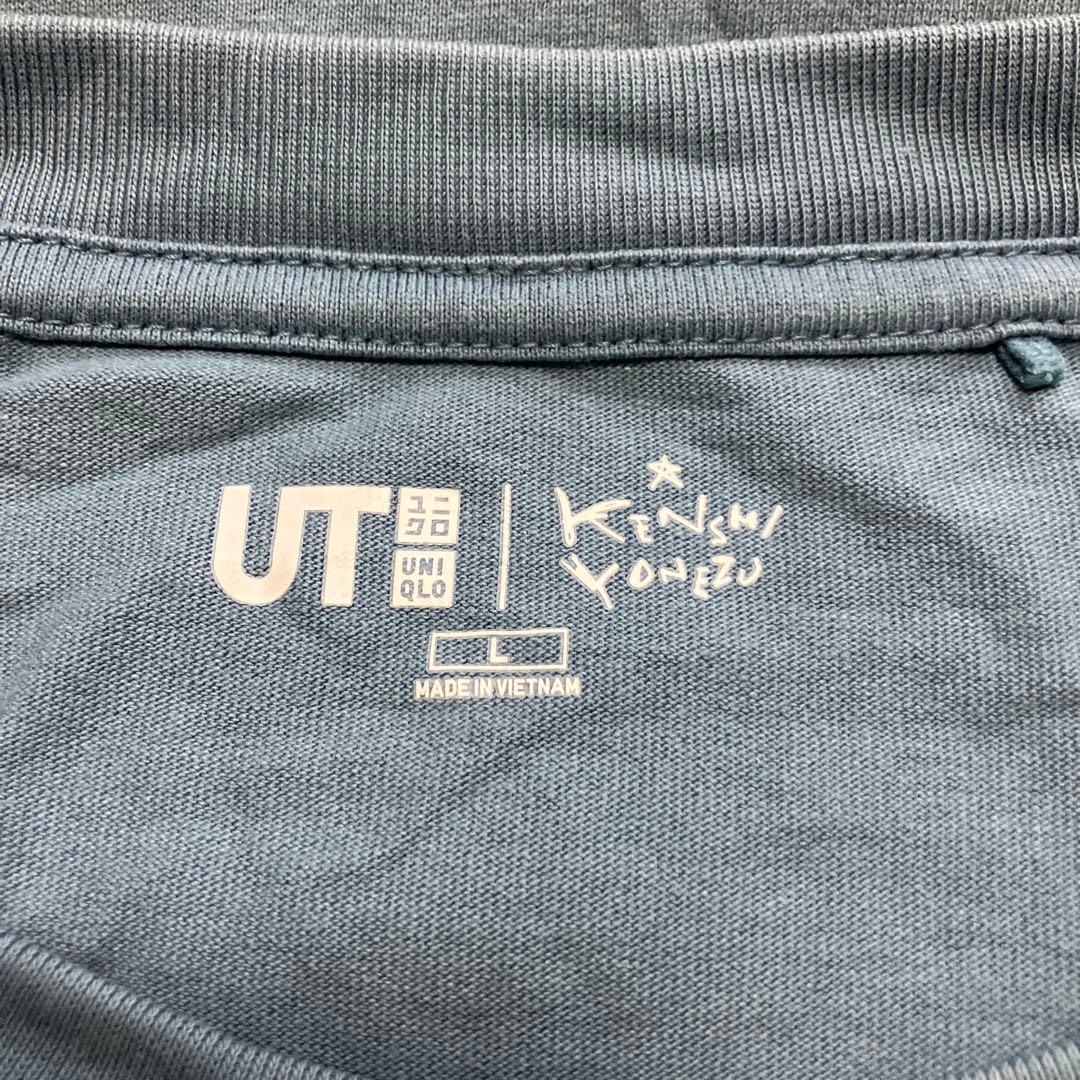 UT
ユニ
クロ
UNI
QLO
KENSHI
YONEZU
L
MADE IN VIETNAM